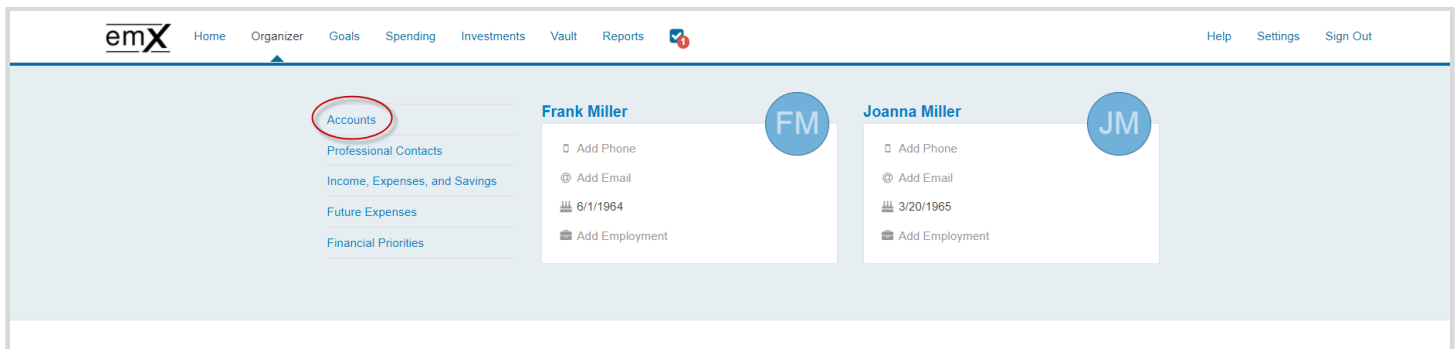 emX Home Organizer Goals Spending Investments Vault Reports 1 Help Settings Sign Out
Accounts
Professional Contacts
Income, Expenses, and Savings
Future Expenses
Financial Priorities
Frank Miller FM
Add Phone
@ Add Email
6/1/1964
Add Employment
Joanna Miller JM
Add Phone
@ Add Email
3/20/1965
Add Employment